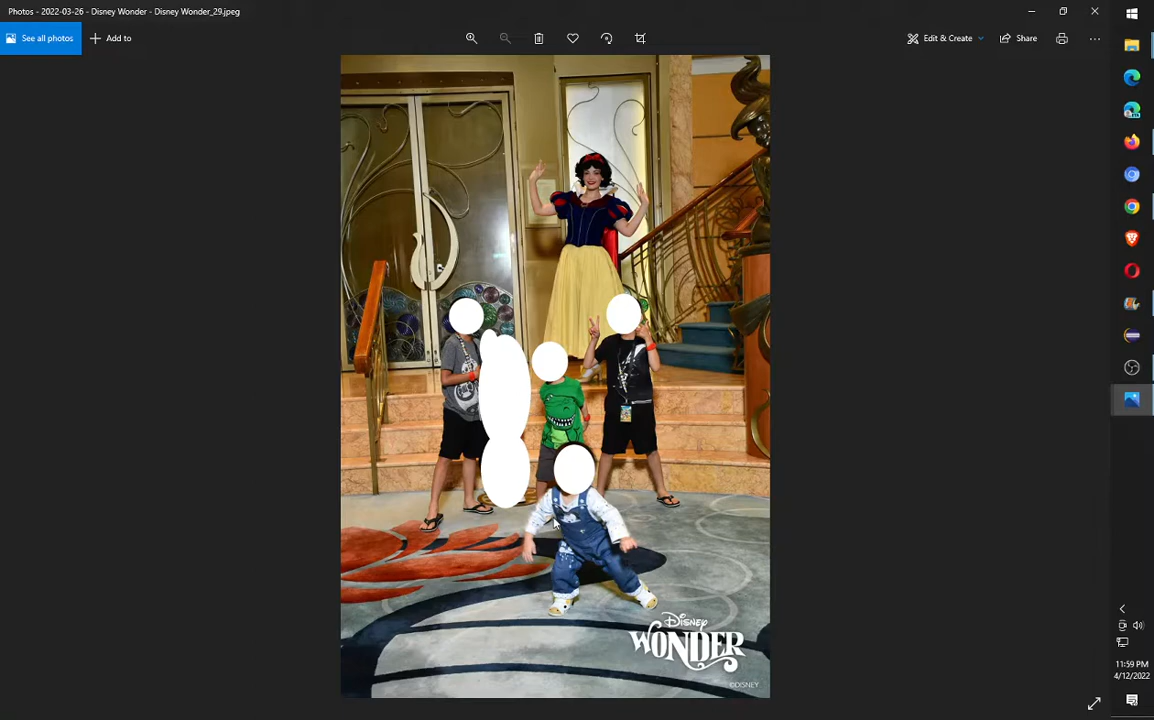 Photos - 2022-03-26 - Disney Wonder - Disney Wonder_29.jpeg
See all photos
Add to
Edit & Create
Share
DISNEY
WONDER
©DISNEY
11:59 PM
4/12/2022